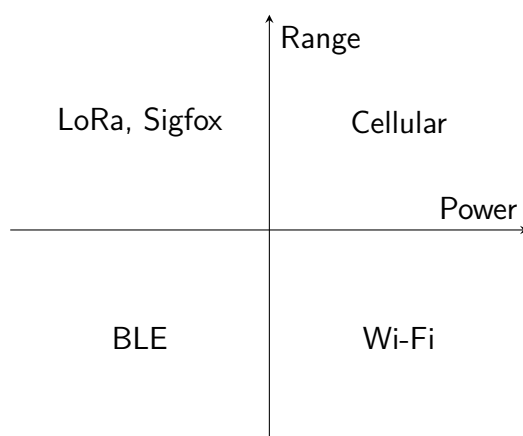 Range
LoRa, Sigfox
Cellular
Power
BLE
Wi-Fi